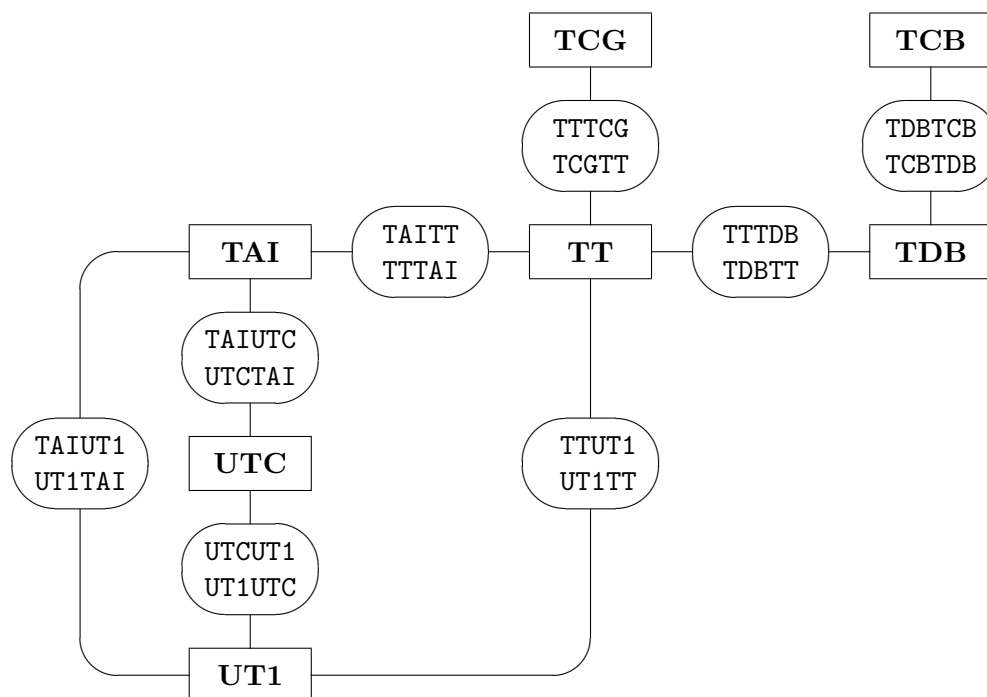 TCG
TCB
TTTCG
TCGTT
TDBTCB
TCBTDB
TAI
TAITT
TTTAI
TT
TTTDB
TDBTT
TDB
TAIUTC
UTCTAI
TAIUT1
UT1TAI
UTC
TTUT1
UT1TT
UTCUT1
UT1UTC
UT1